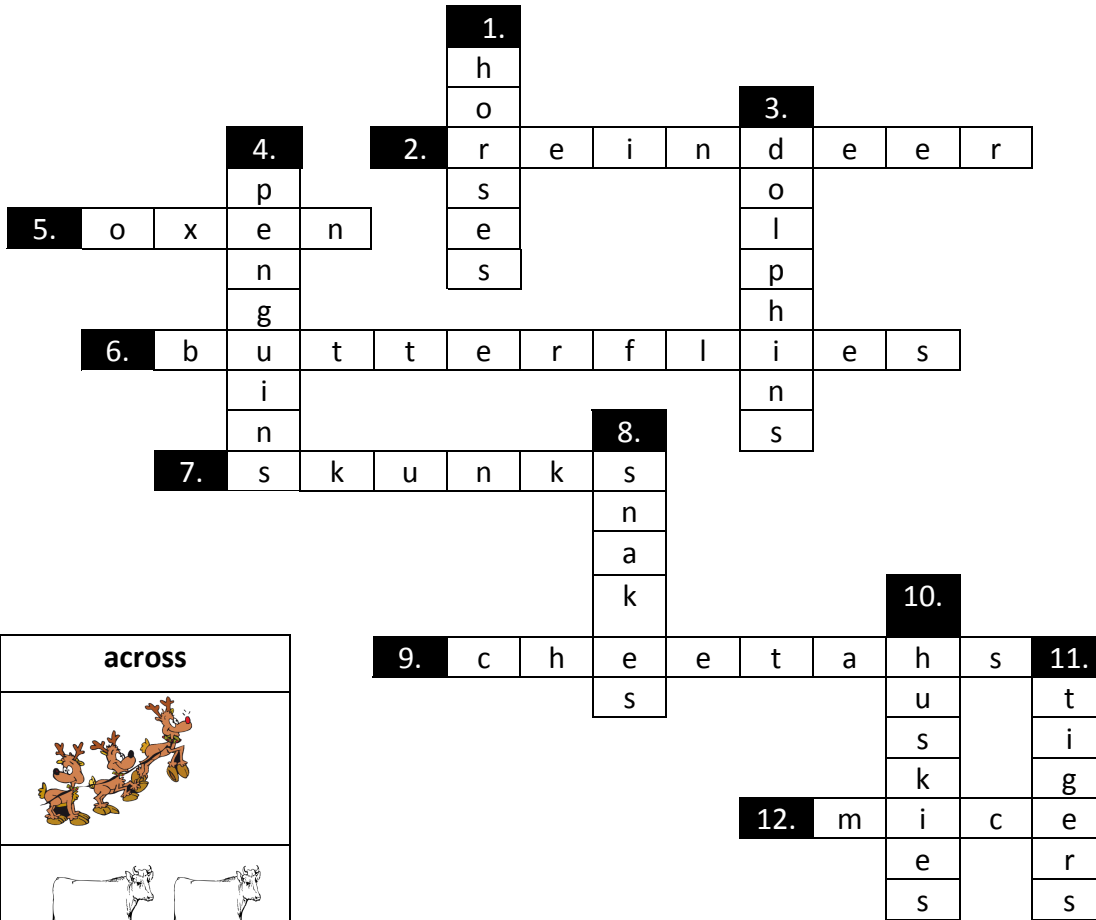 1.
h
o 3.
4. 2. r e i n d e e r
p s o
5. o x e n e l
n s p
g h
6. b u t t e r f l i e s
i n
n 8. s
7. s k u n k s
n
a
k 10.
across 9. c h e e t a h s 11.
s u t
s i
k g
12. m i c e
e r
s s